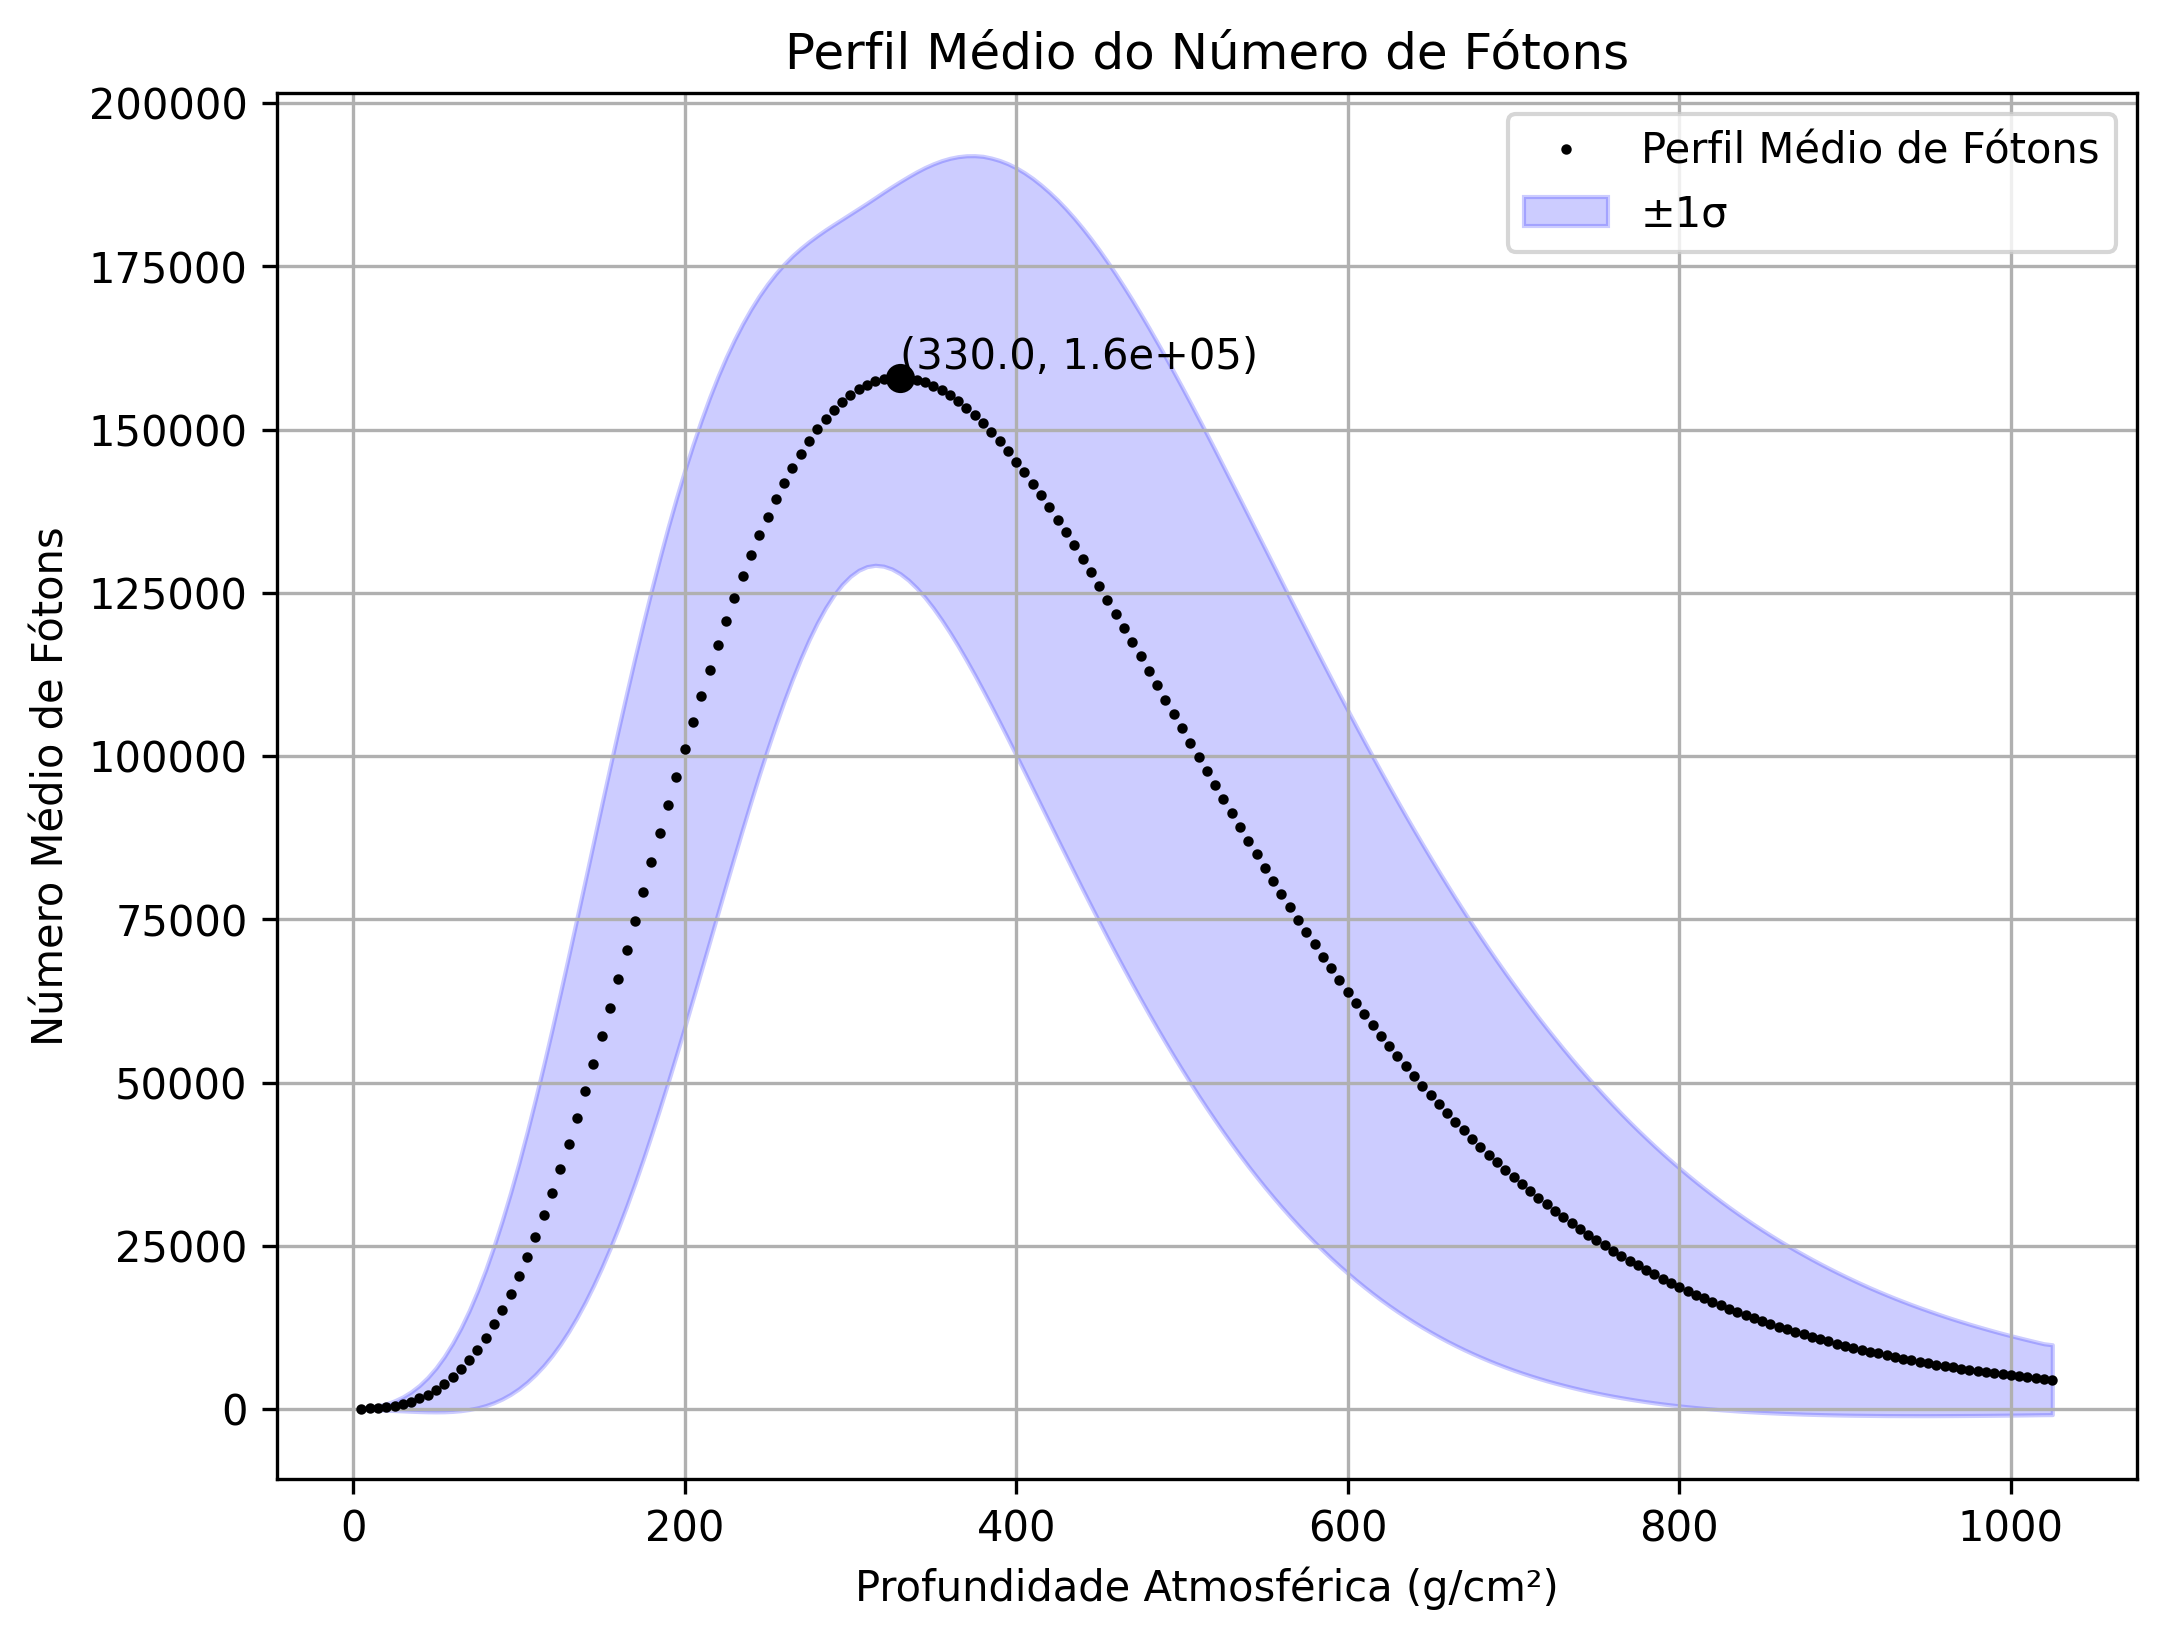 Perfil Médio do Número de Fótons
200000
175000
150000
125000
100000
75000
50000
25000
0
Número Médio de Fótons
Perfil Médio de Fótons
±1σ
(330.0, 1.6e+05)
0 200 400 600 800 1000
Profundidade Atmosférica (g/cm²)